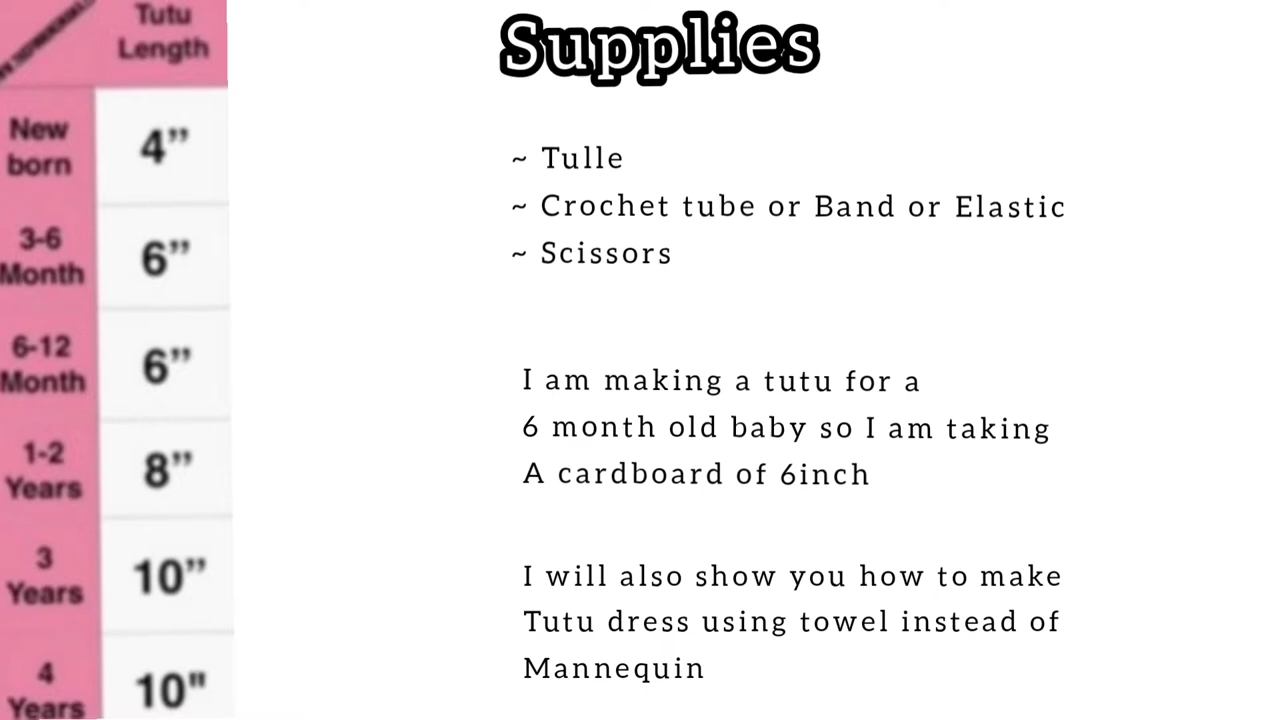 Tutu
Length
New
born
4”
3-6
Month
6”
6-12
Month
6”
1-2
Years
8”
3
Years
10”
4
Years
10"
Supplies
~ Tulle
~ Crochet tube or Band or Elastic
~ Scissors
I am making a tutu for a
6 month old baby so I am taking
A cardboard of 6inch
I will also show you how to make
Tutu dress using towel instead of
Mannequin